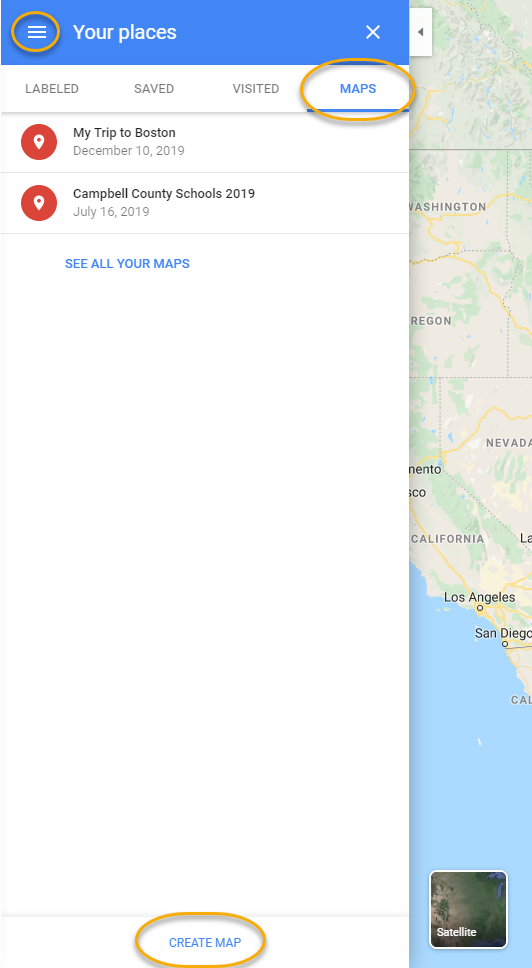 Your places
LABELED SAVED VISITED MAPS
My Trip to Boston
December 10, 2019
Campbell County Schools 2019
July 16, 2019
SEE ALL YOUR MAPS
CREATE MAP
WASHINGTON
REGON
NEVADA
mento
sco
CALIFORNIA
La
Los Angeles
San Diego
CAL
Satellite